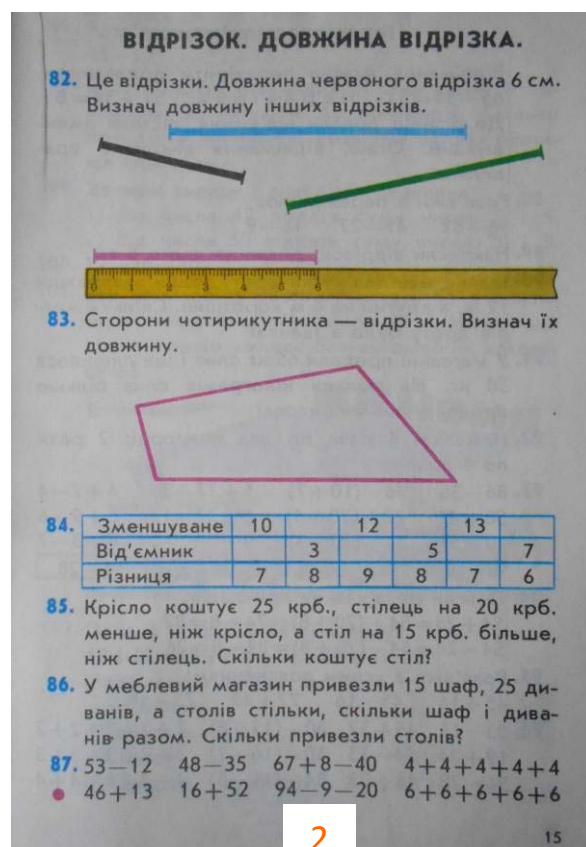 ВІДРІЗОК. ДОВЖИНА ВІДРІЗКА.
82. Це відрізки. Довжина червоного відрізка 6 см.
Визнач довжину інших відрізків.
0 1 2 3 4 5 6
83. Сторони чотирикутника — відрізки. Визнач їх
довжину.
84. Зменшуване 10 12 13
Від'ємник 3 5 7
Різниця 7 8 9 8 7 6
85. Крісло коштує 25 крб., стілець на 20 крб.
менше, ніж крісло, а стіл на 15 крб. більше,
ніж стілець. Скільки коштує стіл?
86. У меблевий магазин привезли 15 шаф, 25 ди-
ванів, а столів стільки, скільки шаф і дива-
нів разом. Скільки привезли столів?
87. 53—12 48—35 67+8—40 4+4+4+4+4
46+13 16+52 94—9—20 6+6+6+6+6
2
15